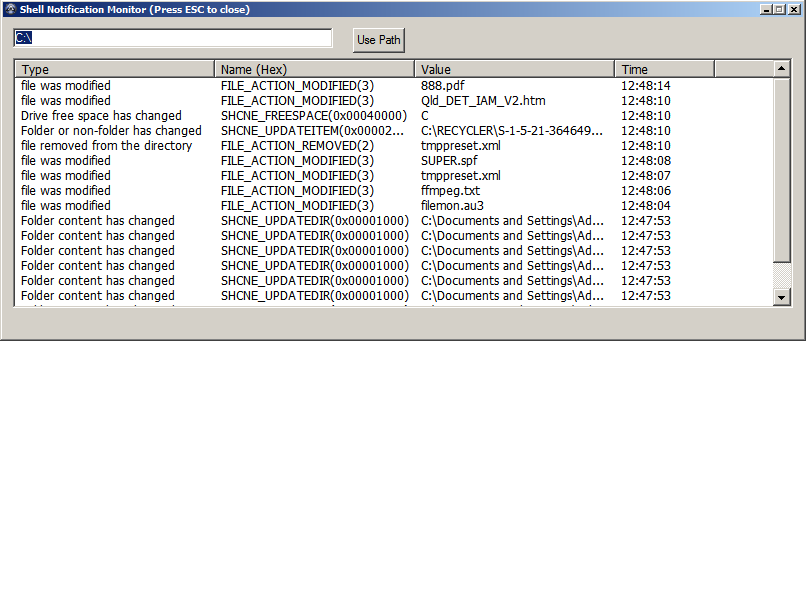 Shell Notification Monitor (Press ESC to close)
C:\
Use Path
Type Name (Hex) Value Time
file was modified FILE_ACTION_MODIFIED(3) 888.pdf 12:48:14
file was modified FILE_ACTION_MODIFIED(3) Qld_DET_IAM_V2.htm 12:48:10
Drive free space has changed SHCNE_FREESPACE(0x00040000) C 12:48:10
Folder or non-folder has changed SHCNE_UPDATEITEM(0x00002... C:\RECYCLER\S-1-5-21-364649... 12:48:10
file removed from the directory FILE_ACTION_REMOVED(2) tmppreset.xml 12:48:10
file was modified FILE_ACTION_MODIFIED(3) SUPER.spf 12:48:08
file was modified FILE_ACTION_MODIFIED(3) tmppreset.xml 12:48:07
file was modified FILE_ACTION_MODIFIED(3) ffmpeg.txt 12:48:06
file was modified FILE_ACTION_MODIFIED(3) filemon.au3 12:48:04
Folder content has changed SHCNE_UPDATEDIR(0x00001000) C:\Documents and Settings\Ad... 12:47:53
Folder content has changed SHCNE_UPDATEDIR(0x00001000) C:\Documents and Settings\Ad... 12:47:53
Folder content has changed SHCNE_UPDATEDIR(0x00001000) C:\Documents and Settings\Ad... 12:47:53
Folder content has changed SHCNE_UPDATEDIR(0x00001000) C:\Documents and Settings\Ad... 12:47:53
Folder content has changed SHCNE_UPDATEDIR(0x00001000) C:\Documents and Settings\Ad... 12:47:53
Folder content has changed SHCNE_UPDATEDIR(0x00001000) C:\Documents and Settings\Ad... 12:47:53